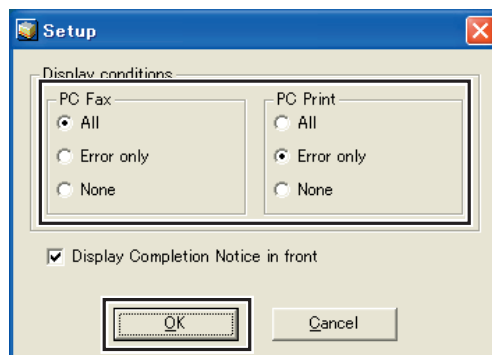 Setup
Display conditions
PC Fax
All
Error only
None
PC Print
All
Error only
None
Display Completion Notice in front
OK
Cancel